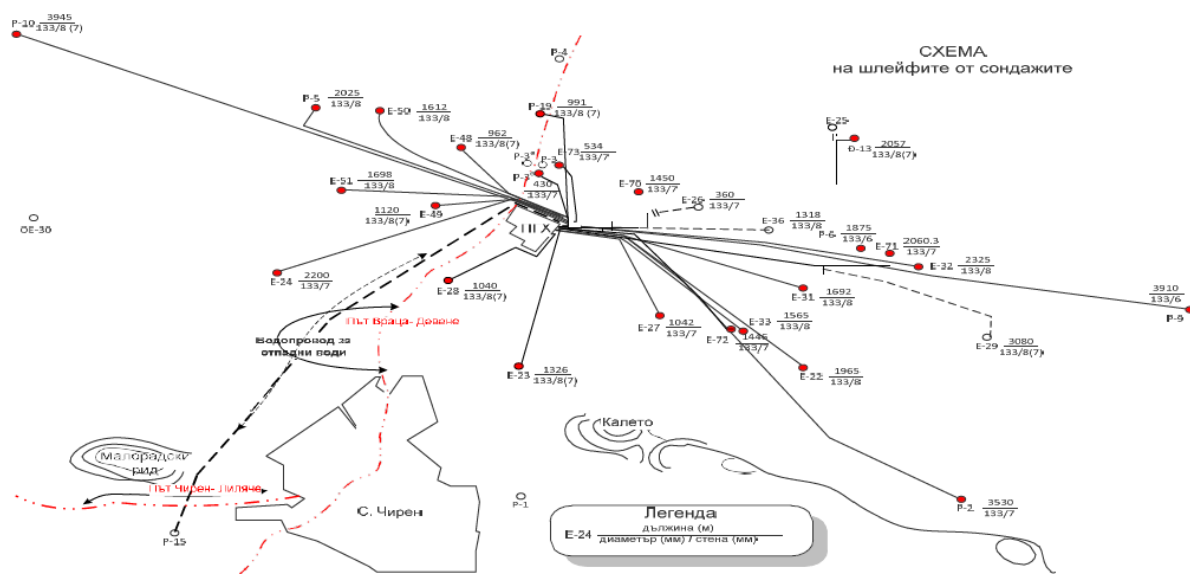 СХЕМА
на шлейфите от сондажите
Р-10 3945
133/8 (7)
Р-4
Р-5 2025
133/8
Е-50 1612
133/8
Р-19 991
133/8 (7)
Е-48 962
133/8(7)
Е-73 534
133/7
Р-3
430
133/7
Е-25
2057
133/8(7)
Е-51 1698
133/8
Е-70 1450
133/7
Е-26 360
133/7
1120
133/8(7)
Е-49
Е-36 1318
133/8
1875
133/6
Е-71 2060.3
133/7
Е-32 2325
133/8
Е-24 2200
133/7
Е-28 1040
133/8(7)
Е-31 1692
133/8
3910
133/6
Р-9
Път Враца- Девене
Водопровод за
отпадни води
Е-27 1042
133/7
Е-33 1565
133/8
Е-72 1446
133/7
Е-29 3080
133/8(7)
Е-23 1326
133/8(7)
Е-22 1965
133/8
Калето
Малорадски
рид
Път Чирен- Лиляче
С. Чирен
Р-1
Р-2 3530
133/7
Р-15
Легенда
Е-24 дължина (м)
диаметър (мм) / стена (мм)